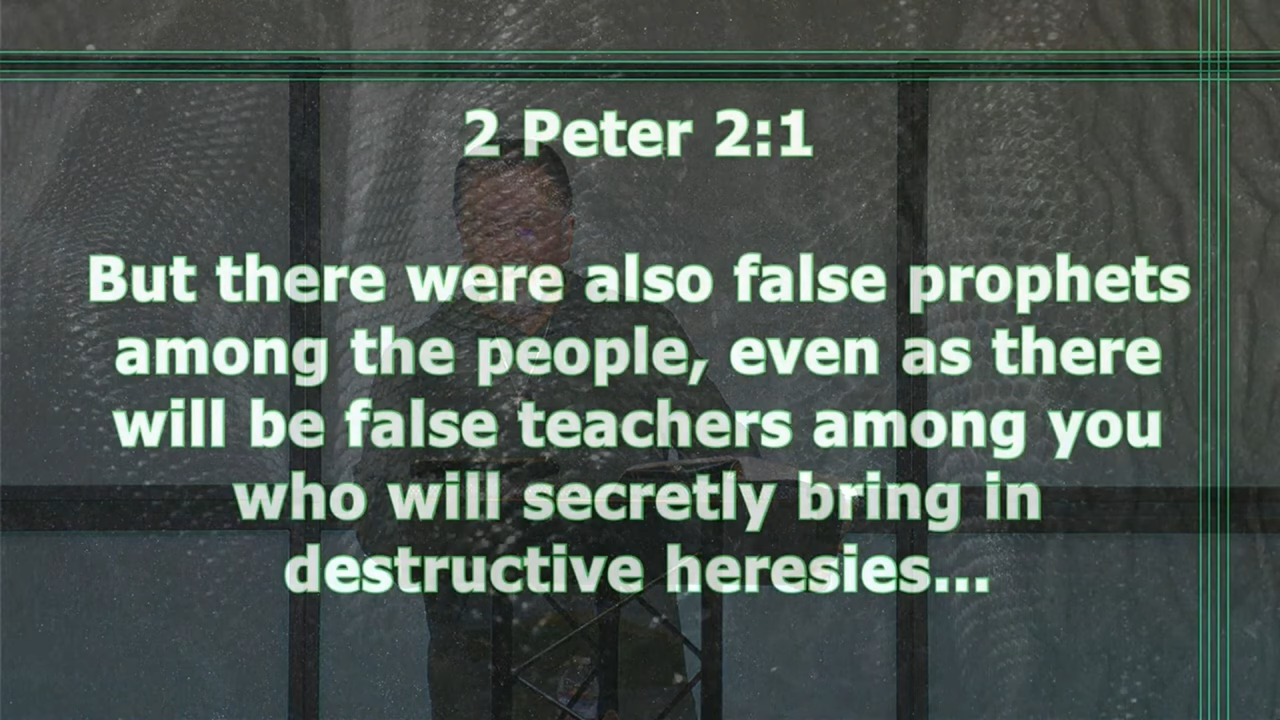 2 Peter 2:1
But there were also false prophets
among the people, even as there
will be false teachers among you
who will secretly bring in
destructive heresies...